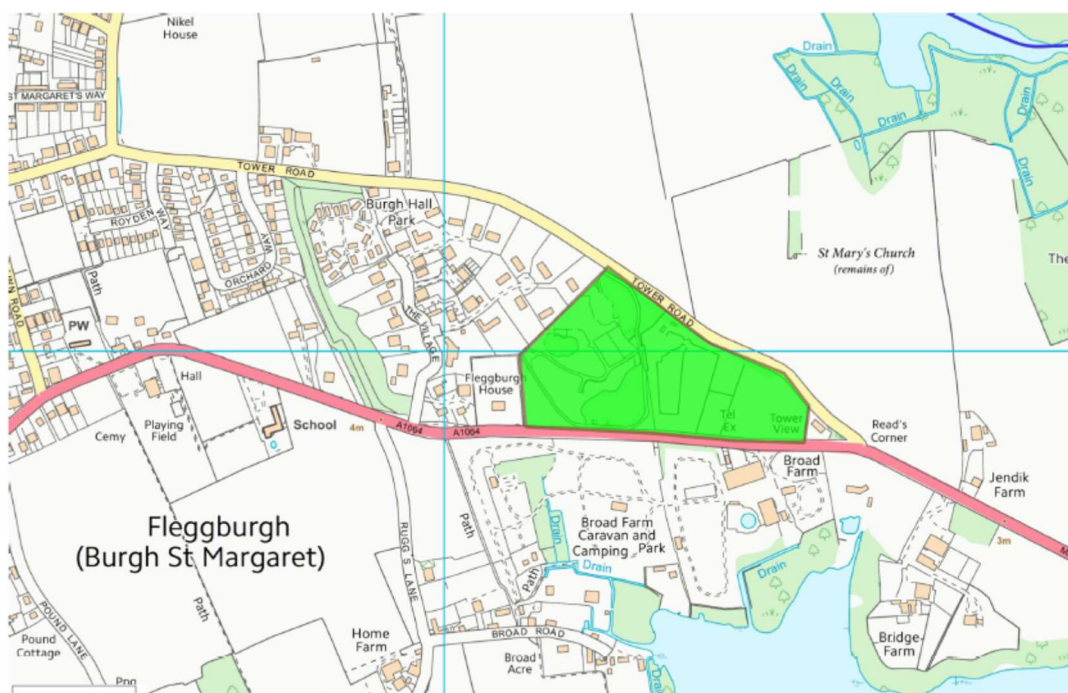 Nikel
House
ST MARGARET'S WAY
TOWER ROAD
ROYDEN WAY
ORCHARD WAY
Burgh Hall
Park
THE VILLAGE
Path
PW
Hall
Cemy
Playing
Field
School
4m
A1064
A1064
Fleggburgh
House
TOWER ROAD
Tel
Ex
Tower
View
Read's
Corner
Drain
Drain
Drain
Drain
Drain
St Mary's Church
(remains of)
The
Jendik
Farm
3m
Broad
Farm
Broad Farm
Caravan and
Camping Park
Fleggburgh
(Burgh St Margaret)
RUGG'S LANE
Path
Path
Path
Drain
Drain
Drain
POUND LANE
Pound
Cottage
Home
Farm
BROAD ROAD
Broad
Acre
Bridge
Farm